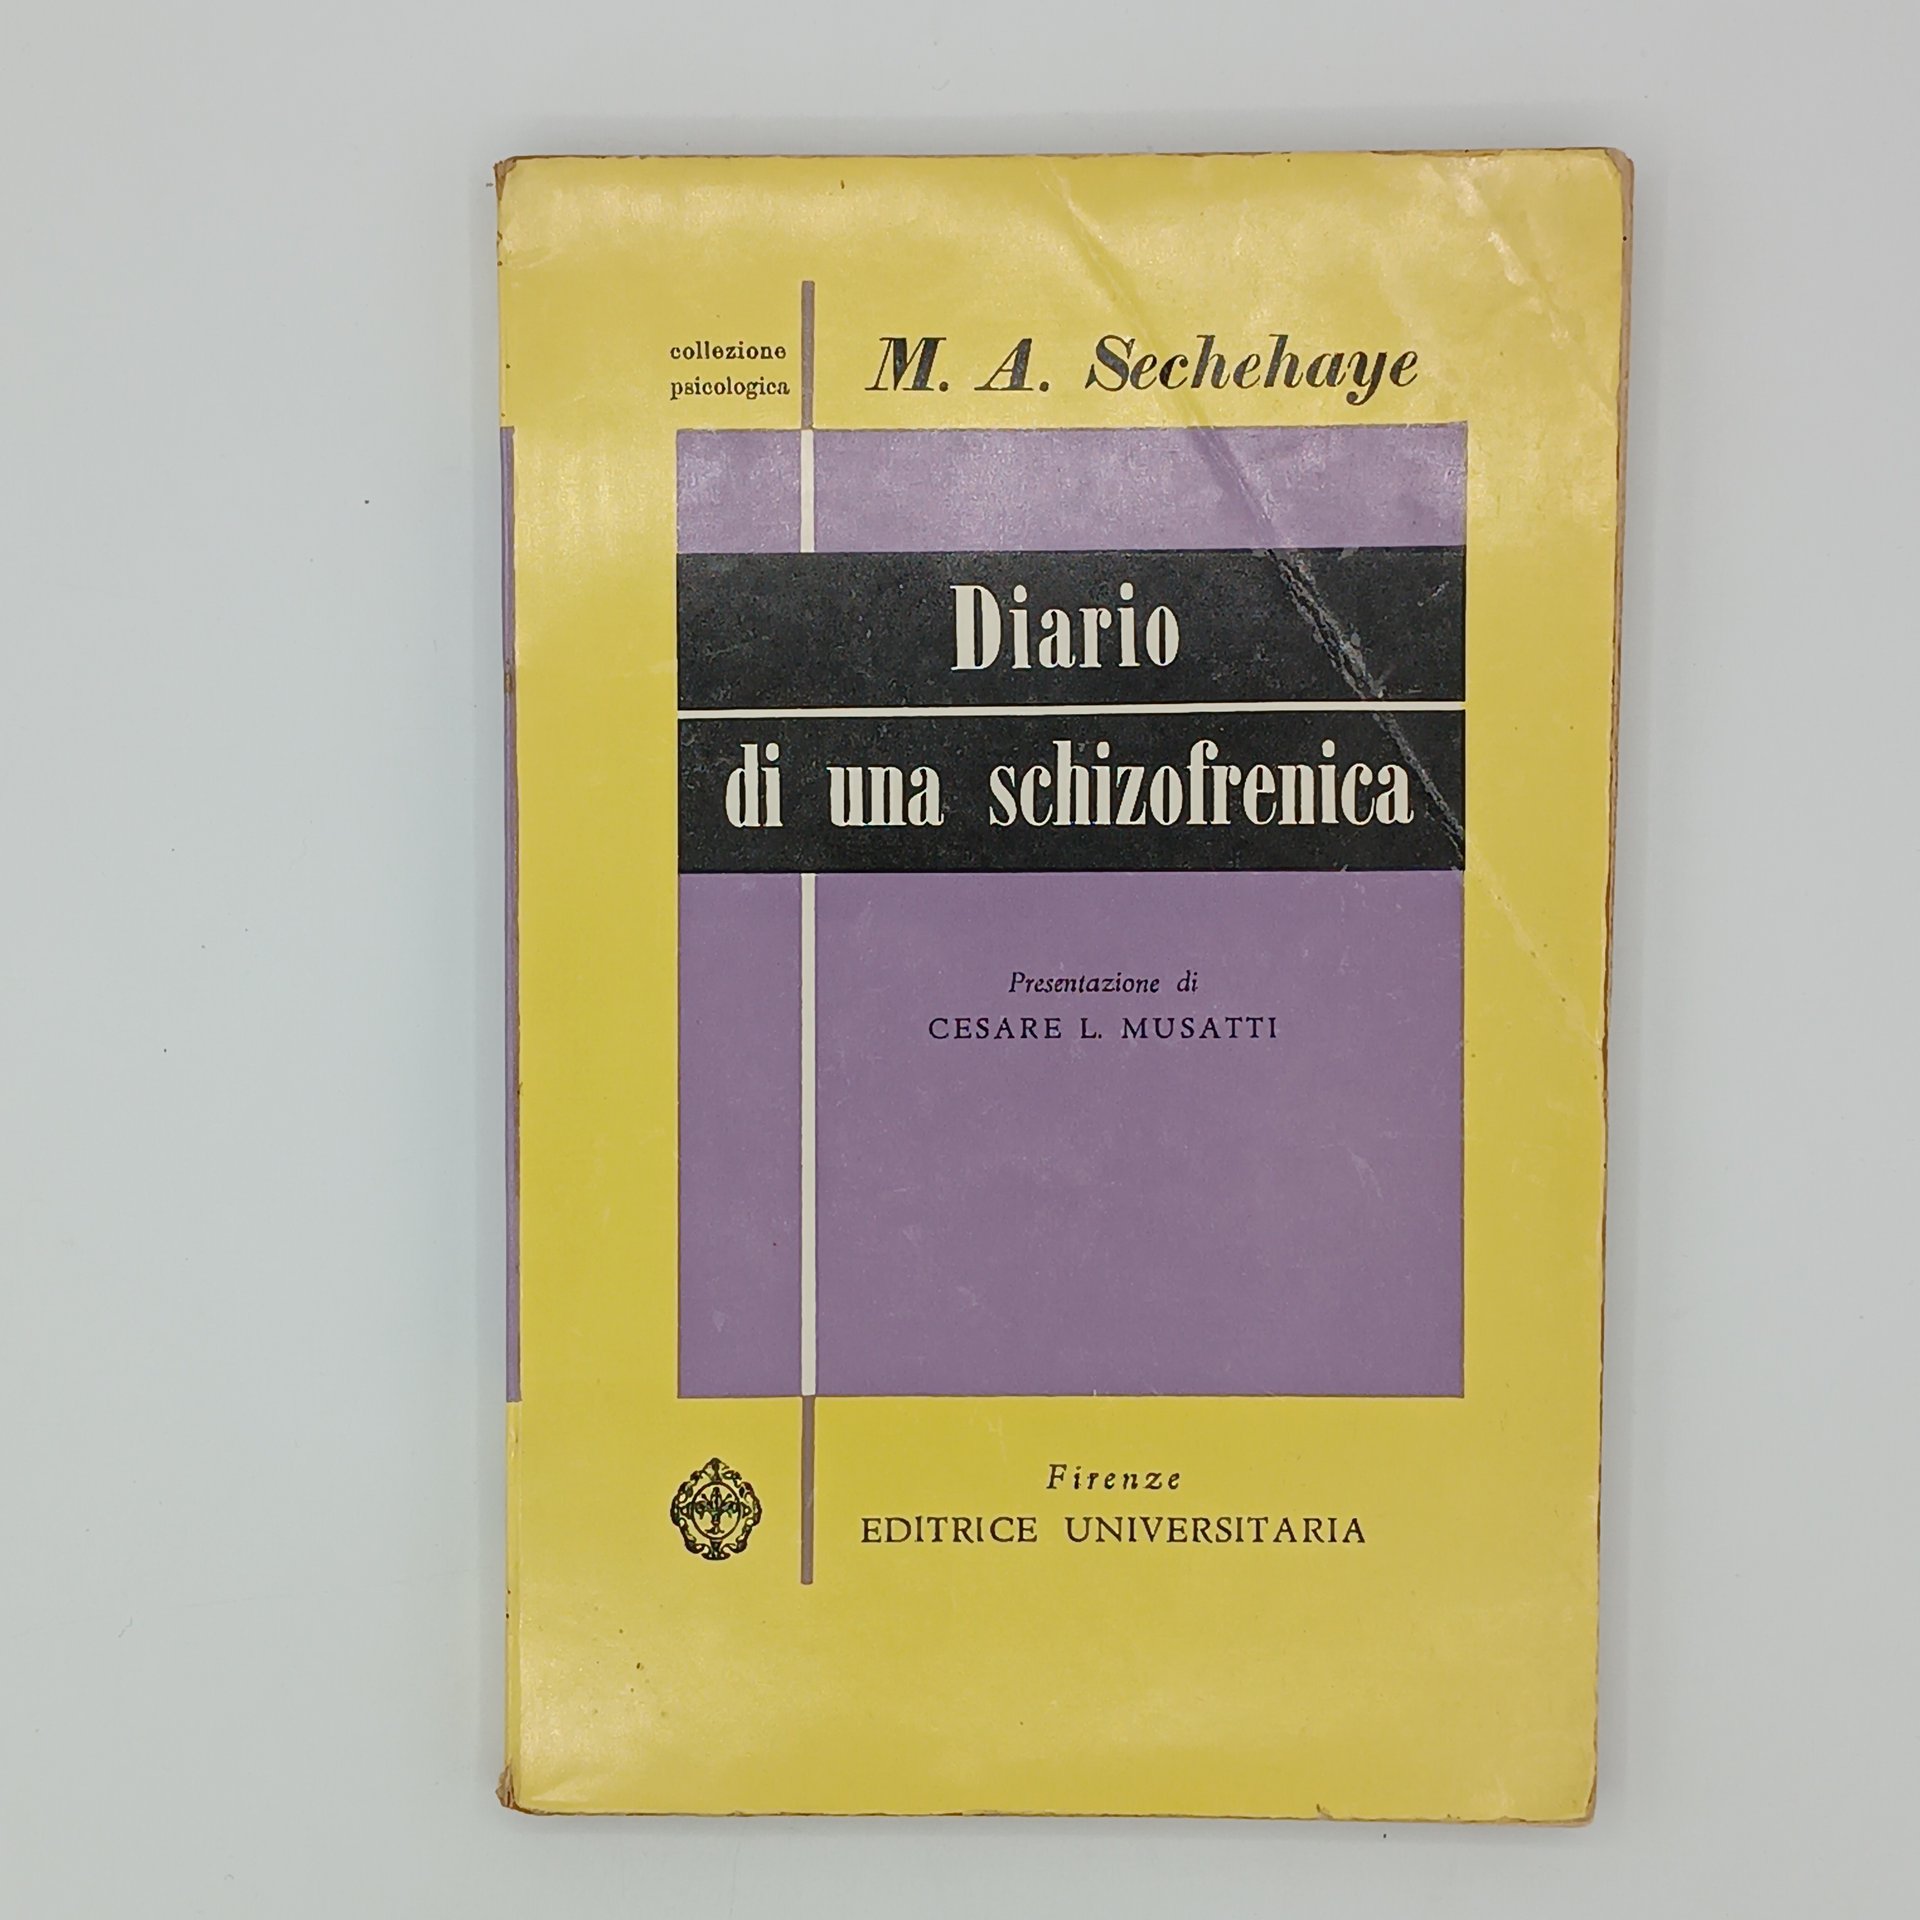 collezione
psicologica
M. A. Sechehaye
Diario
di una schizofrenica
Presentazione di
CESARE L. MUSATTI
Firenze
EDITRICE UNIVERSITARIA